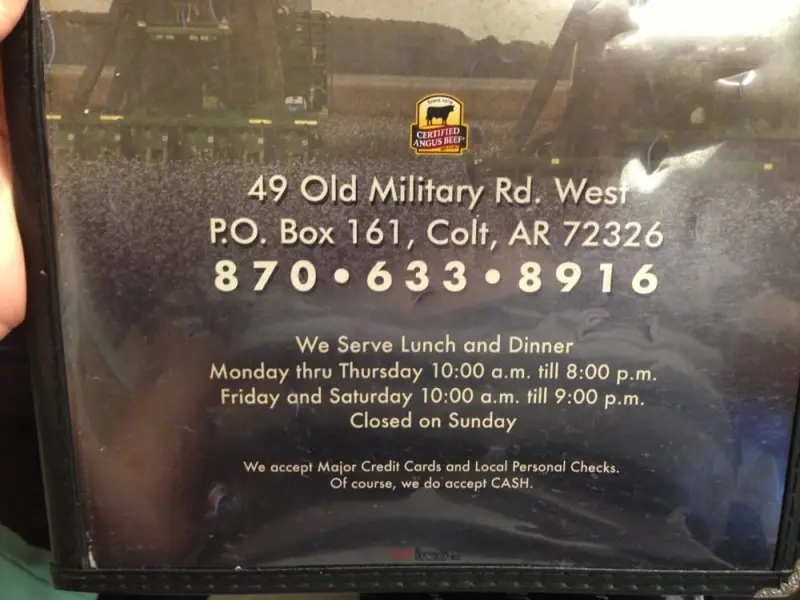 SINCE 1978
CERTIFIED
ANGUS BEEF
49 Old Military Rd. West
P.O. Box 161, Colt, AR 72326
870•633•8916
We Serve Lunch and Dinner
Monday thru Thursday 10:00 a.m. till 8:00 p.m.
Friday and Saturday 10:00 a.m. till 9:00 p.m.
Closed on Sunday
We accept Major Credit Cards and Local Personal Checks.
Of course, we do accept CASH.